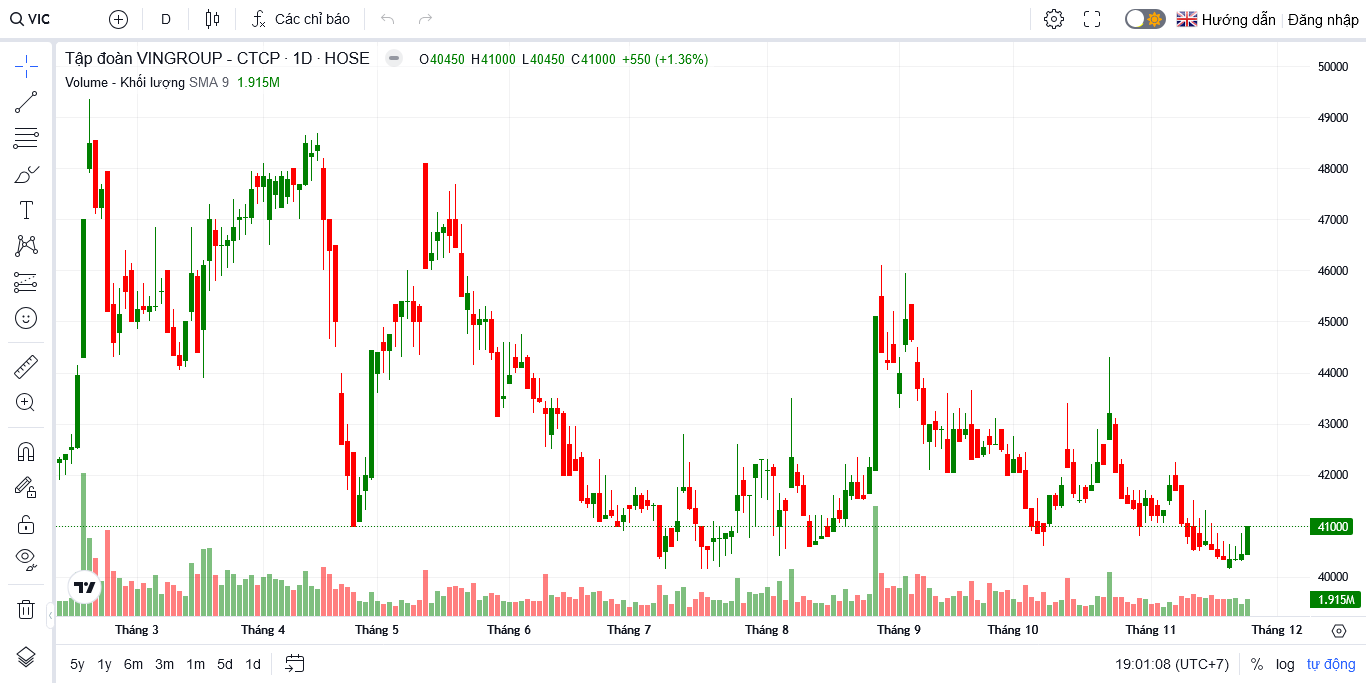 VIC D Các chỉ báo Hướng dẫn Đăng nhập
Tập đoàn VINGROUP - CTCP · 1D · HOSE O40450 H41000 L40450 C41000 +550 (+1.36%)
Volume - Khối lượng SMA 9 1.915M
50000
49000
48000
47000
46000
45000
44000
43000
42000
41000
40000
1.915M
Tháng 3 Tháng 4 Tháng 5 Tháng 6 Tháng 7 Tháng 8 Tháng 9 Tháng 10 Tháng 11 Tháng 12
5y 1y 6m 3m 1m 5d 1d 19:01:08 (UTC+7) % log tự động